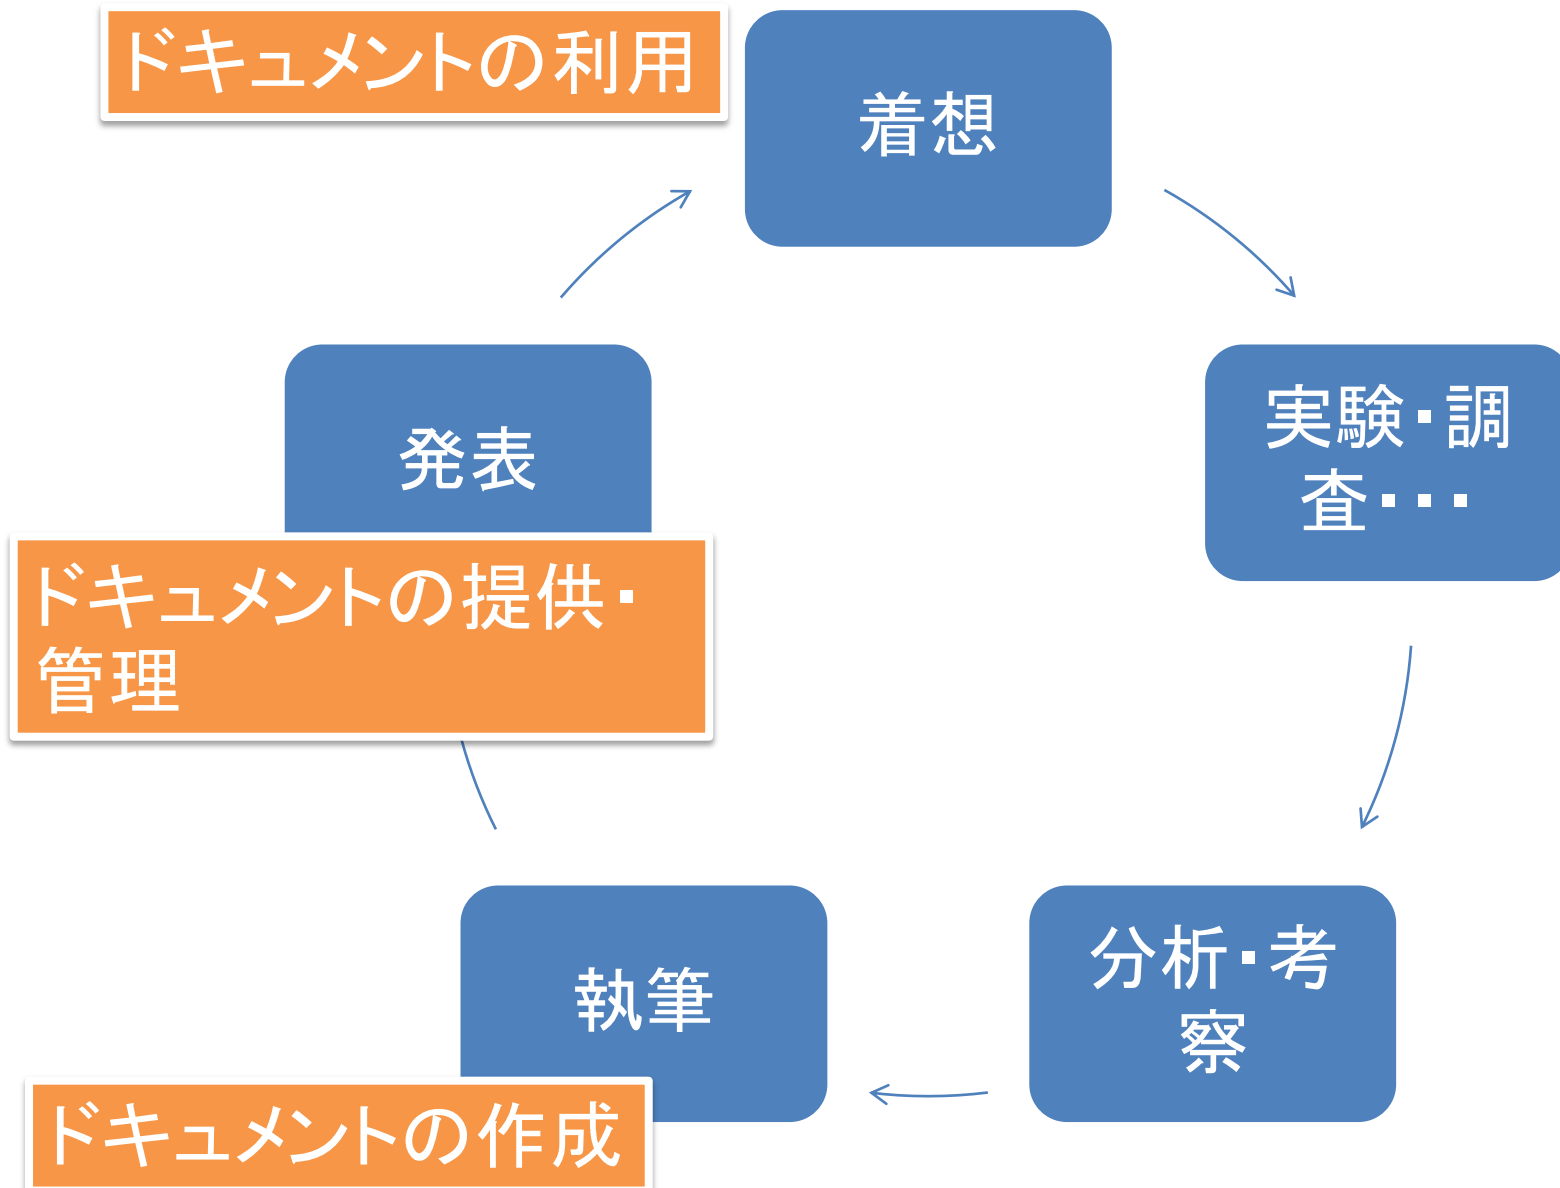 ドキュメントの利用
着想
実験・調
査・・・
発表
ドキュメントの提供・
管理
分析・考
察
執筆
ドキュメントの作成